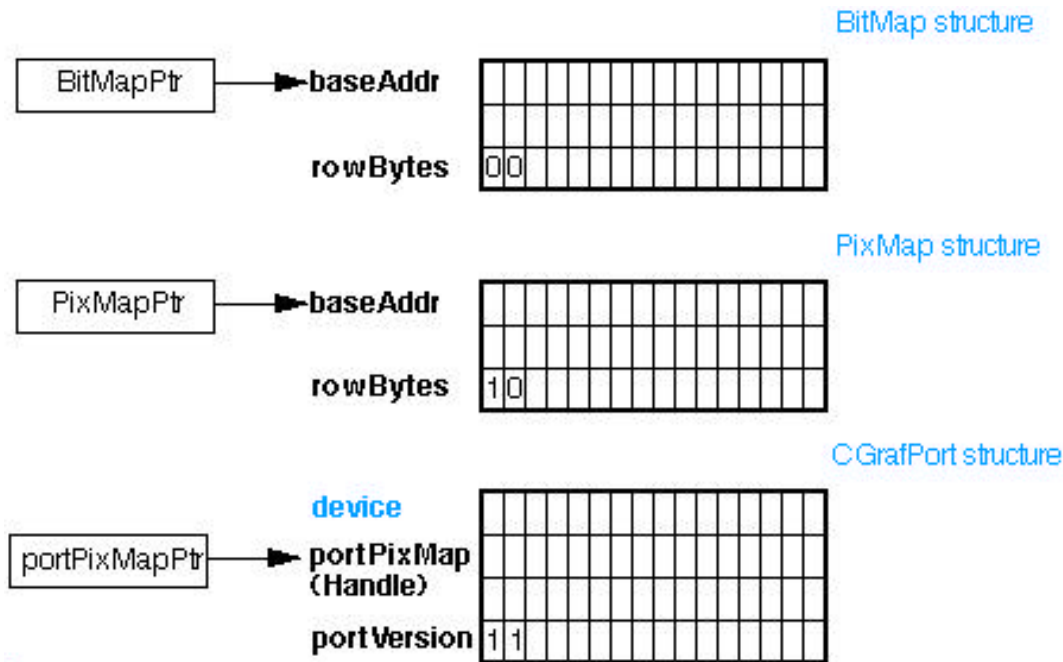 BitMap structure
BitMapPtr
baseAddr
rowBytes
00
PixMap structure
PixMapPtr
baseAddr
rowBytes
10
CGrafPort structure
device
portPixMapPtr
portPixMap
(Handle)
portVersion
11